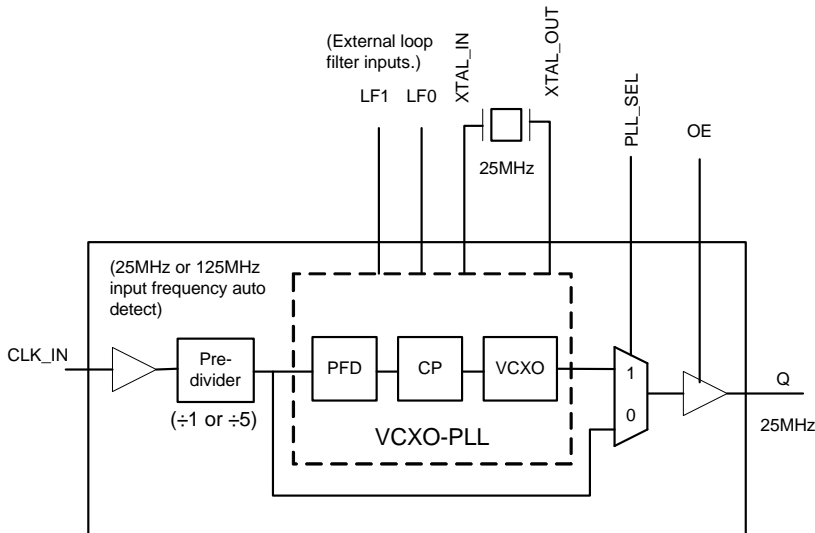 (External loop
filter inputs.)
LF1 LF0
XTAL_IN
XTAL_OUT
25MHz
PLL_SEL
OE
(25MHz or 125MHz
input frequency auto
detect)
CLK_IN
Pre-
divider
(÷1 or ÷5)
PFD
CP
VCXO
VCXO-PLL
1
0
Q
25MHz